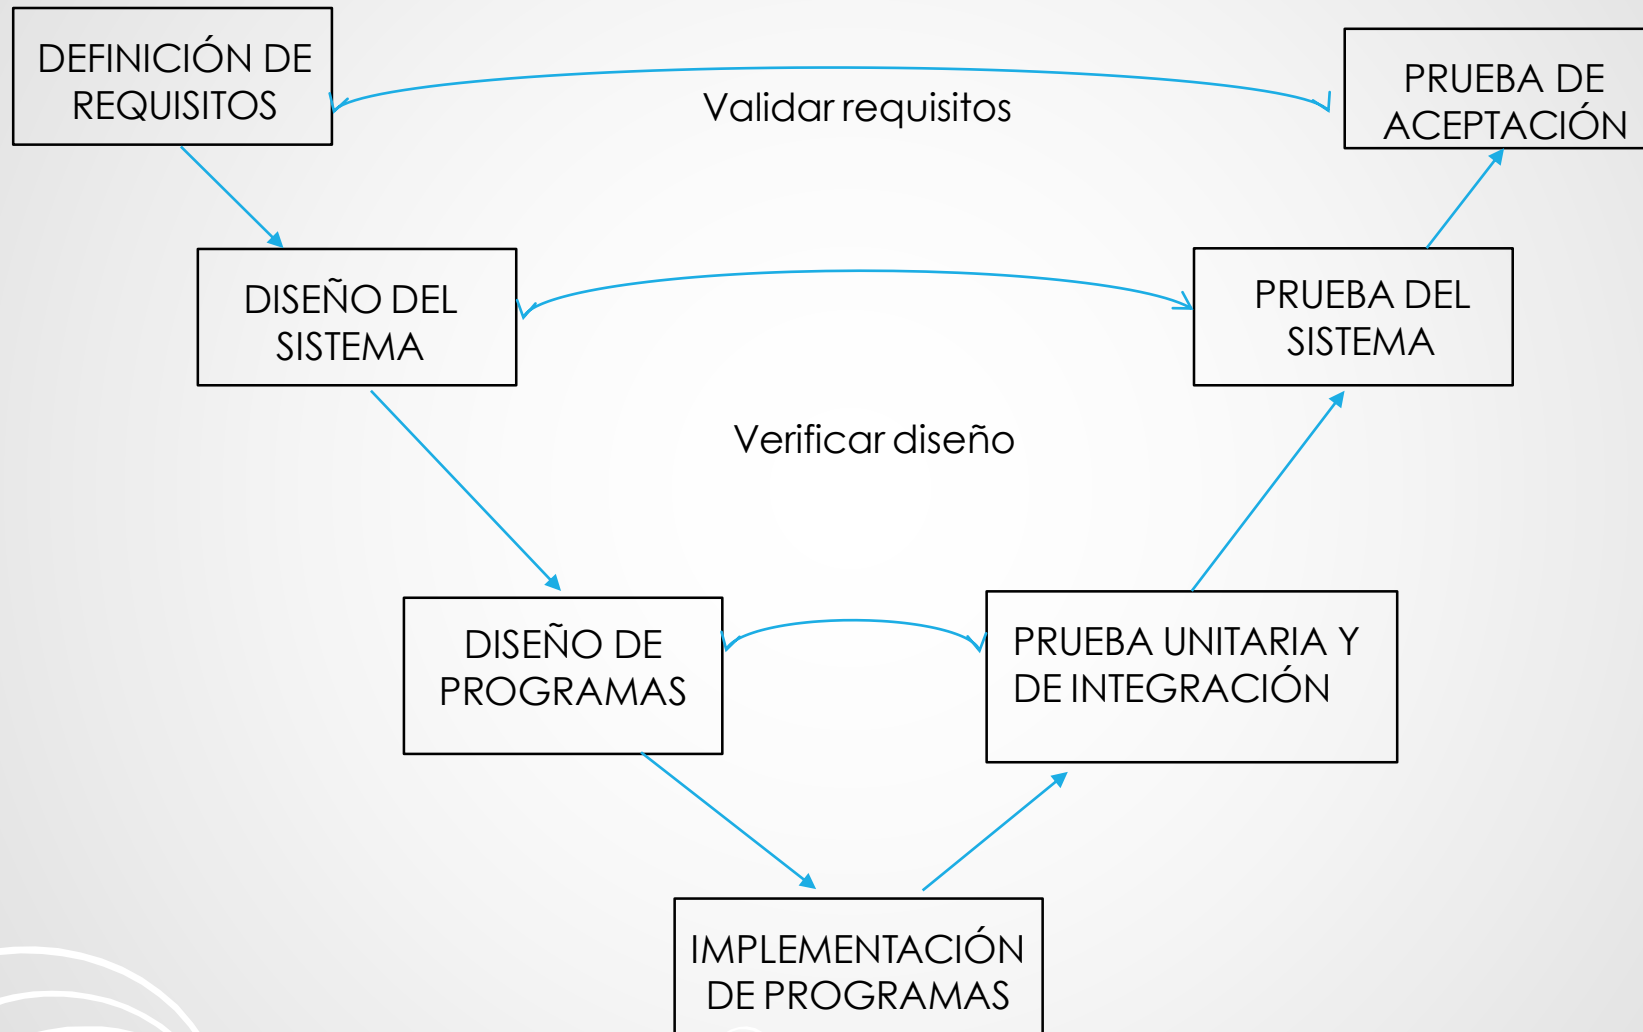 DEFINICIÓN DE
REQUISITOS
Validar requisitos
PRUEBA DE
ACEPTACIÓN
DISEÑO DEL
SISTEMA
PRUEBA DEL
SISTEMA
Verificar diseño
DISEÑO DE
PROGRAMAS
PRUEBA UNITARIA Y
DE INTEGRACIÓN
IMPLEMENTACIÓN
DE PROGRAMAS